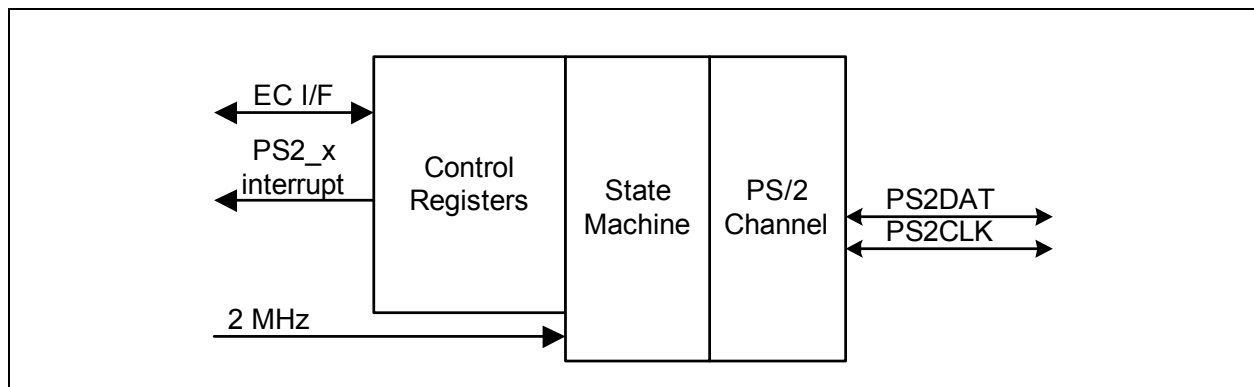 EC I/F
PS2_x
interrupt
Control
Registers
State
Machine
PS/2
Channel
PS2DAT
PS2CLK
2 MHz